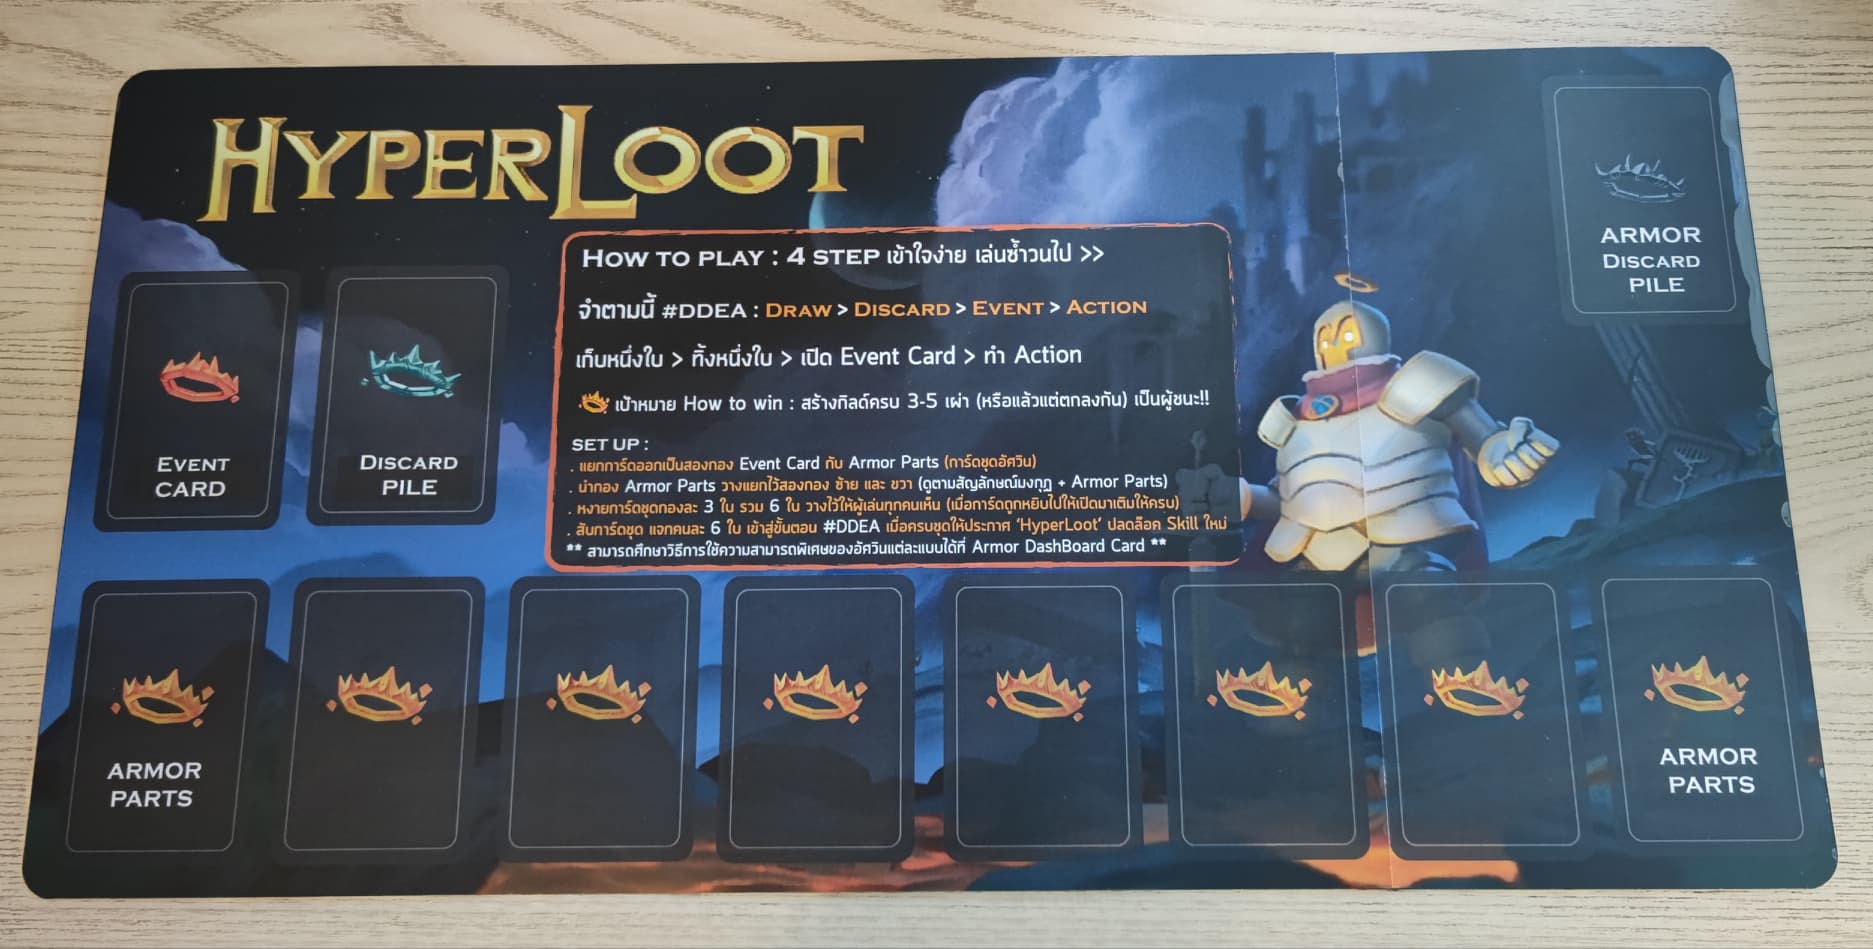 HYPERLOOT
HOW TO PLAY : 4 STEP เข้าใจง่าย เล่นซ้ำวนไป >>
จำตามนี้ #DDEA : DRAW > DISCARD > EVENT > ACTION
เก็บหนึ่งใบ > ทิ้งหนึ่งใบ > เปิด Event Card > ทำ Action
เป้าหมาย How to win : สร้างกิลด์ครบ 3-5 เผ่า (หรือแล้วแต่ตกลงกัน) เป็นผู้ชนะ!!
SET UP :
. แยกการ์ดออกเป็นสองกอง Event Card กับ Armor Parts (การ์ดชุดอัศวิน)
. นำกอง Armor Parts วางแยกไว้สองกอง ซ้าย และ ขวา (ดูตามสัญลักษณ์มงกุฎ + Armor Parts)
. หงายการ์ดชุดกองละ 3 ใบ รวม 6 ใบ วางไว้ให้ผู้เล่นทุกคนเห็น (เมื่อการ์ดถูกหยิบไปให้เปิดมาเติมให้ครบ)
. สับการ์ดชุด แจกคนละ 6 ใบ เข้าสู่ขั้นตอน #DDEA เมื่อครบชุดให้ประกาศ ‘HyperLoot’ ปลดล็อค Skill ใหม่
** สามารถศึกษาวิธีการใช้ความสามารถพิเศษของอัศวินแต่ละแบบได้ที่ Armor DashBoard Card **
ARMOR
DISCARD
PILE
EVENT
CARD
DISCARD
PILE
ARMOR
PARTS
ARMOR
PARTS